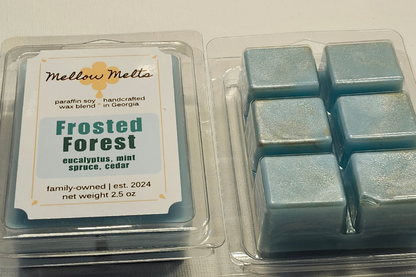 Mellow Melts
paraffin soy handcrafted
wax blend in Georgia
Frosted
Forest
eucalyptus, mint
spruce, cedar
family-owned | est. 2024
net weight 2.5 oz